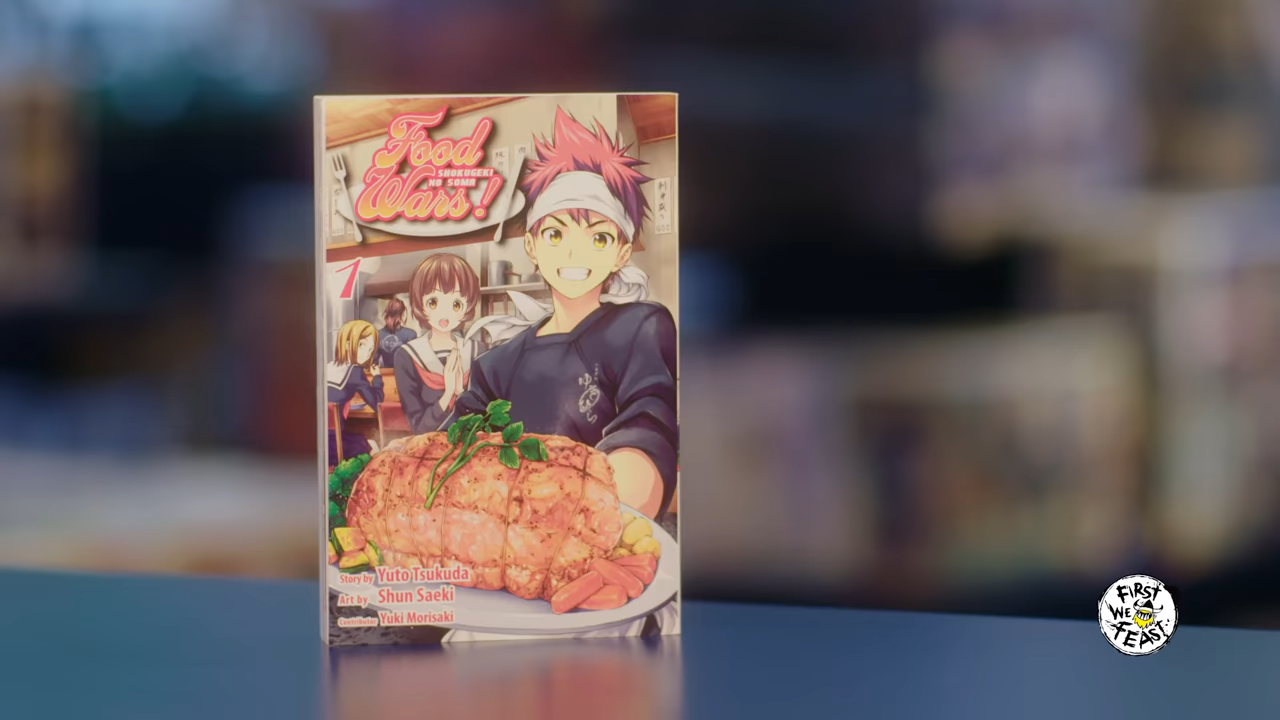 Food
SHOKUGEKI
NO SOMA
Wars!
1
Story by Yuto Tsukuda
Art by Shun Saeki
Contributor Yuki Morisaki
FIRST
WE
FEAST